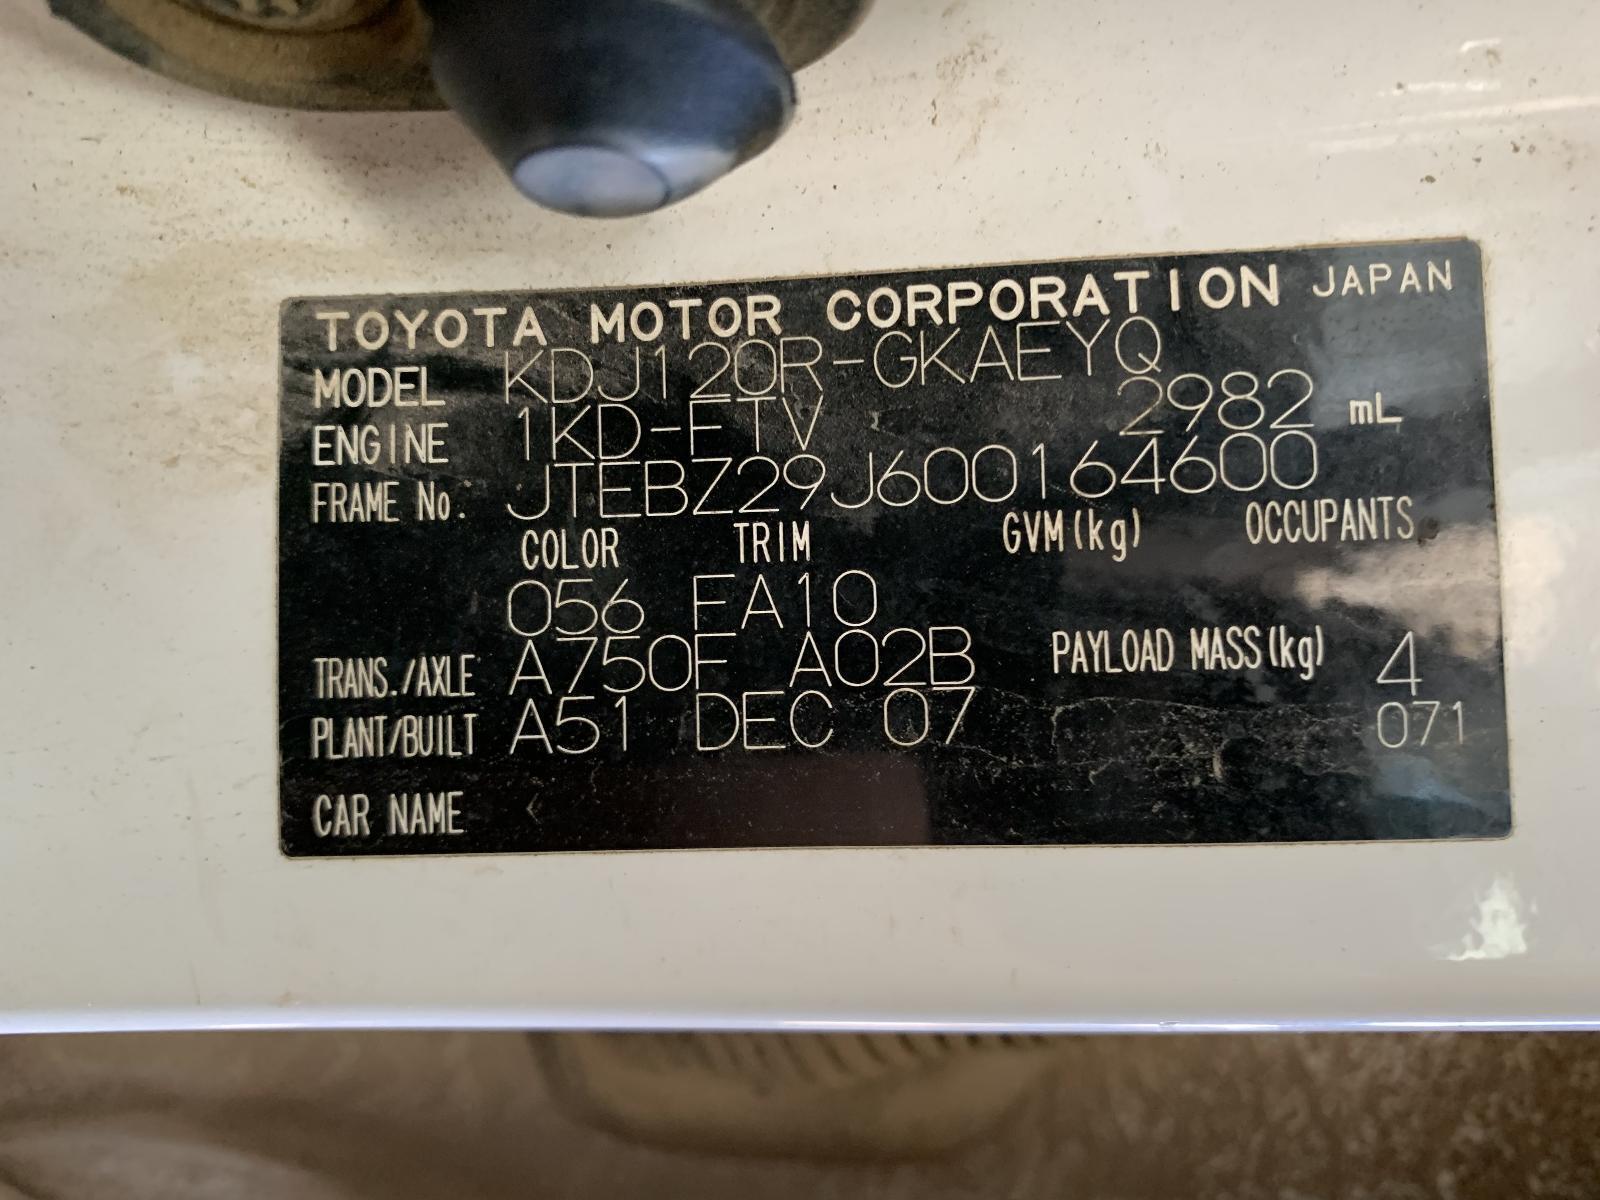 TOYOTA MOTOR CORPORATION JAPAN
MODEL KDJ120R-GKAEYQ
ENGINE 1KD-FTV 2982 mL
FRAME No. JTEBZ29J600164600
COLOR TRIM GVM(kg) OCCUPANTS
056 FA10
TRANS./AXLE A750F A02B PAYLOAD MASS(kg) 4
PLANT/BUILT A51 DEC 07 071
CAR NAME